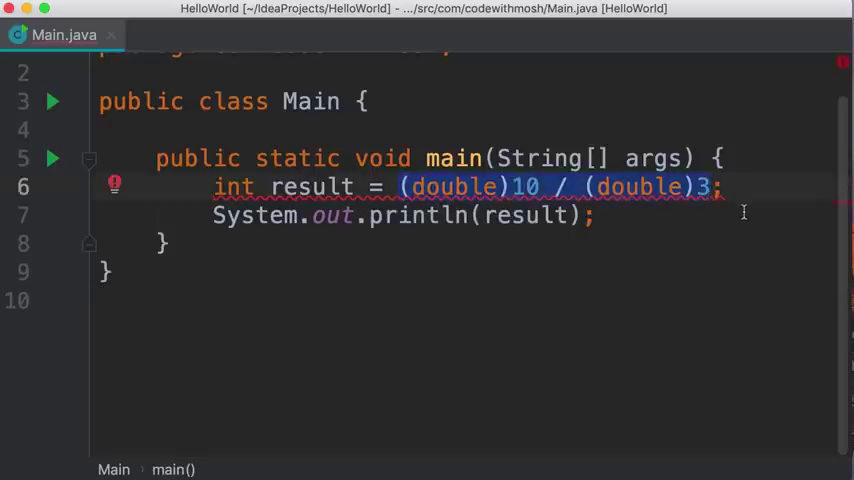 HelloWorld [~/IdeaProjects/HelloWorld] - .../src/com/codewithmosh/Main.java [HelloWorld]
Main.java
2
3 public class Main {
4
5 public static void main(String[] args) {
6 int result = (double)10 / (double)3;
7 System.out.println(result);
8 }
9 }
10
Main › main()